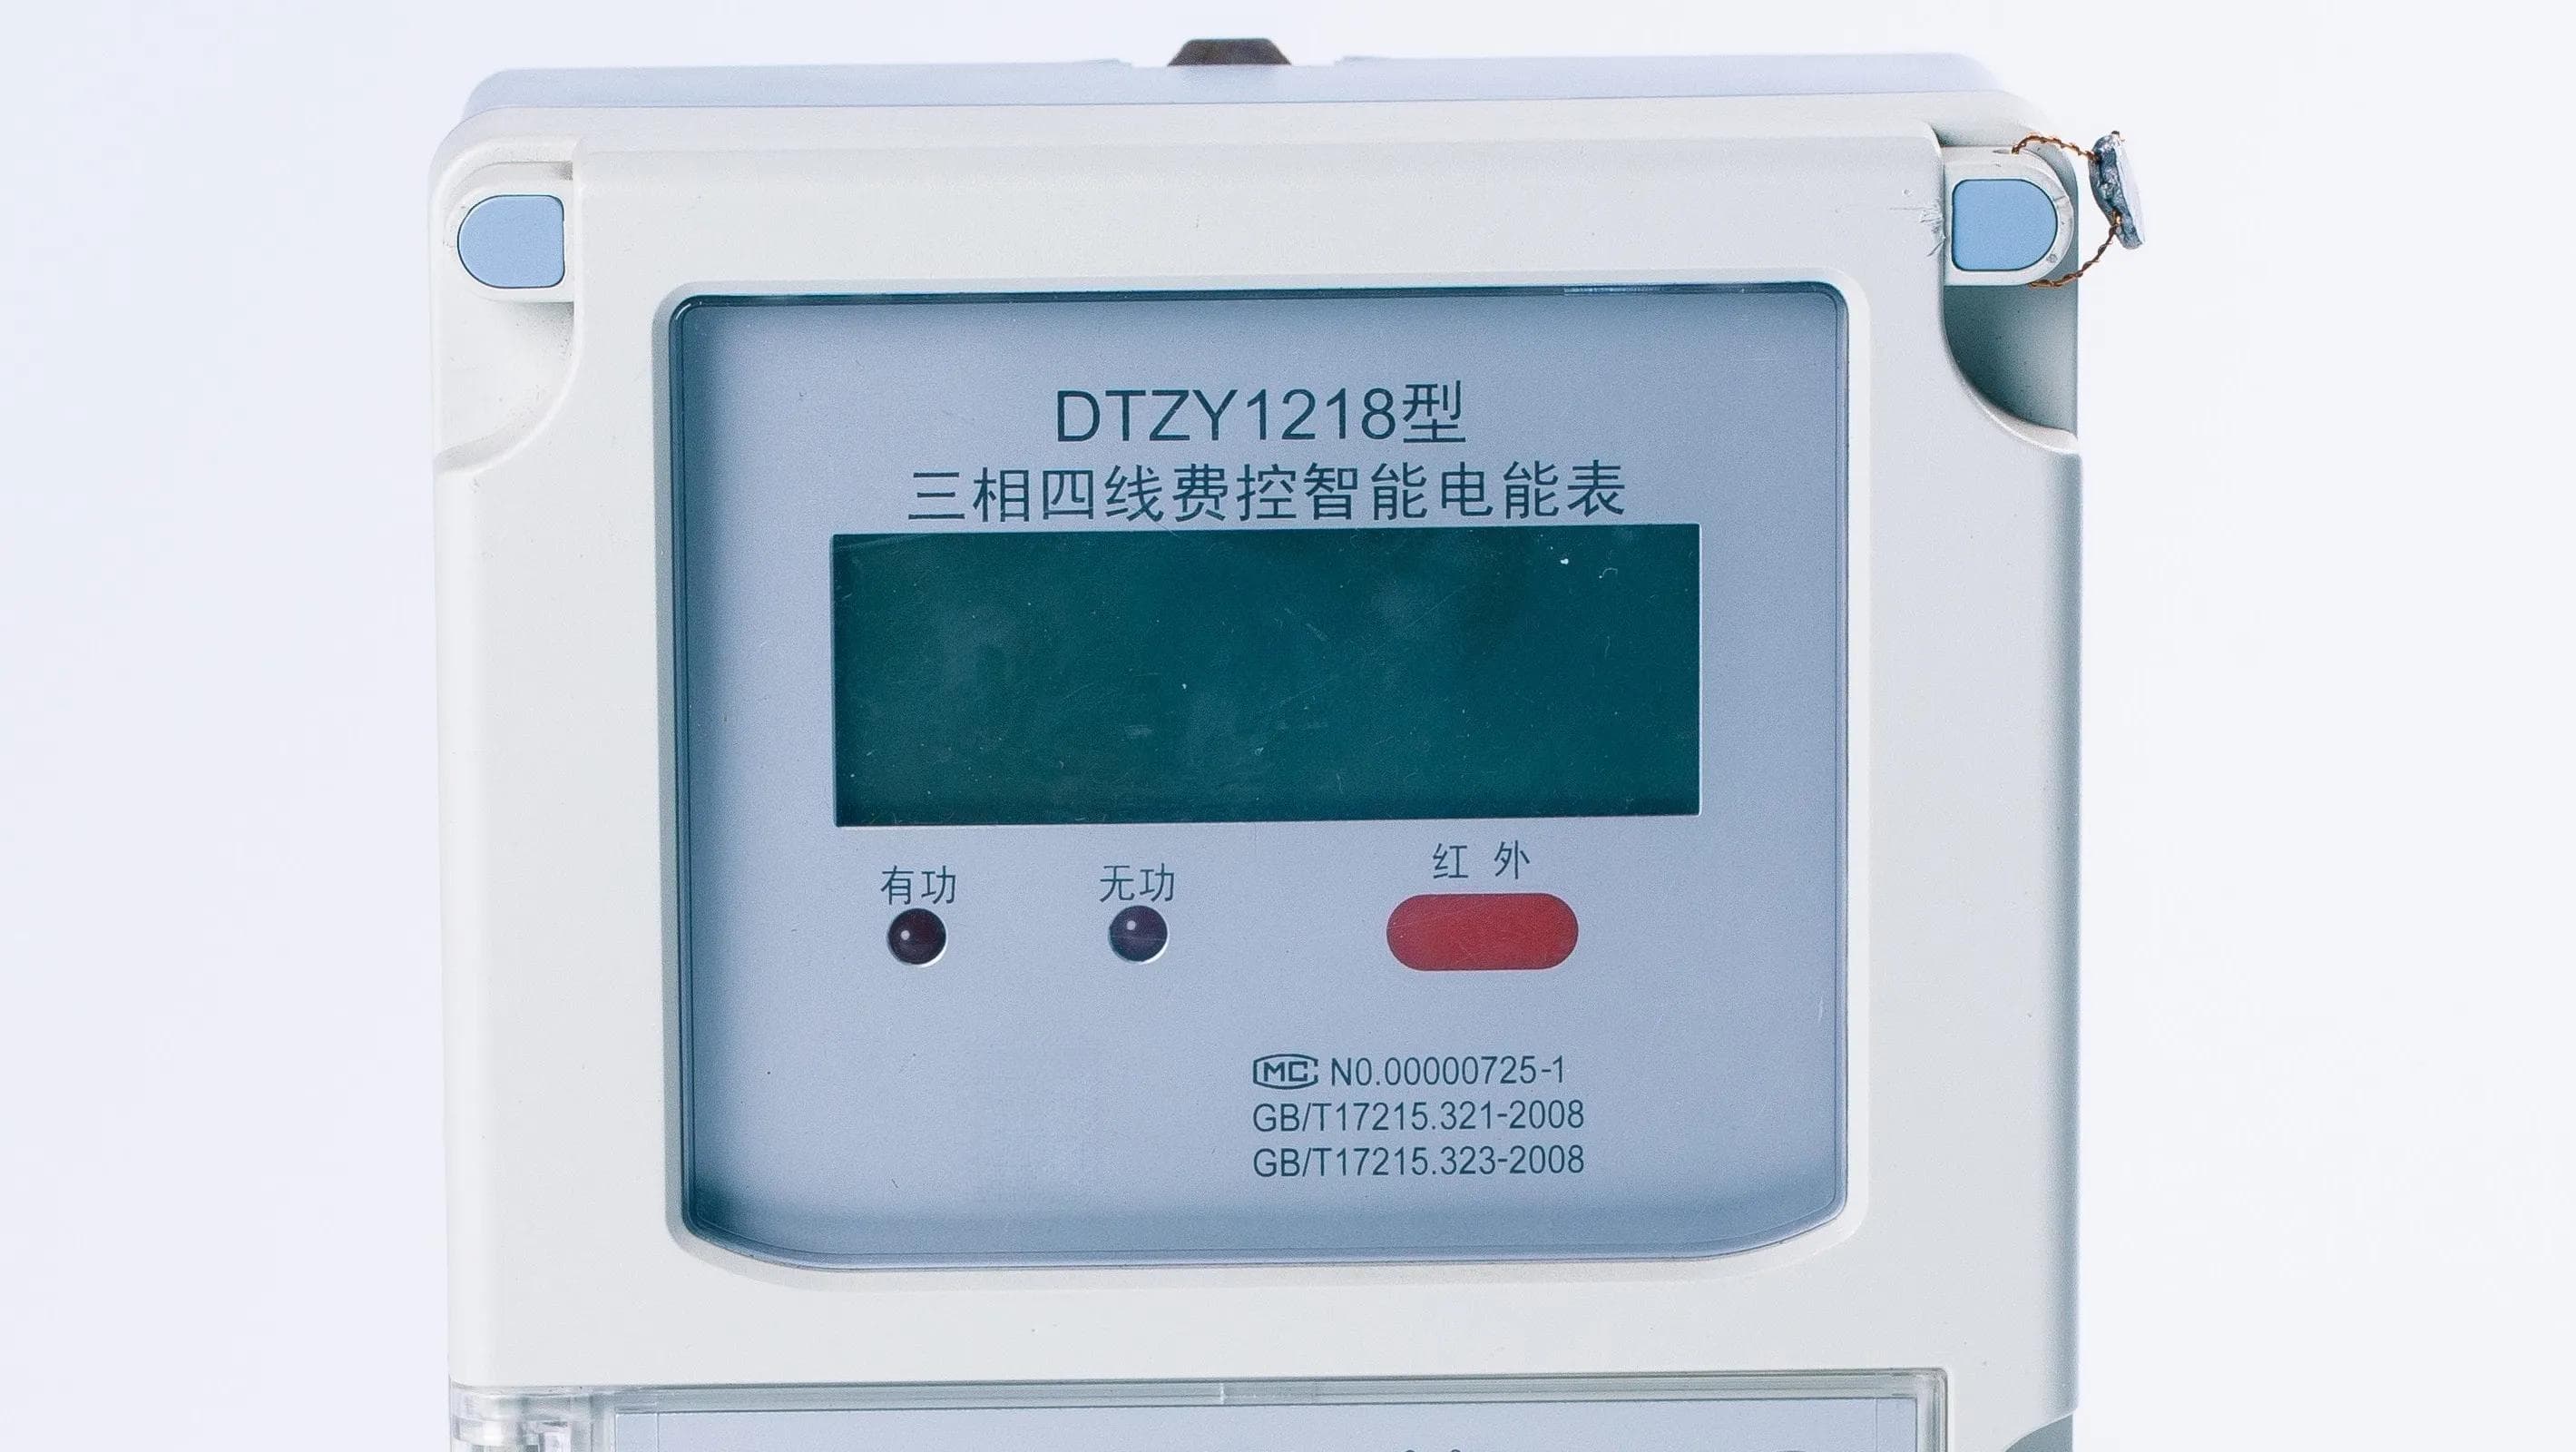 DTZY1218型
三相四线费控智能电能表
有功 无功 红外
MC N0.00000725-1
GB/T17215.321-2008
GB/T17215.323-2008